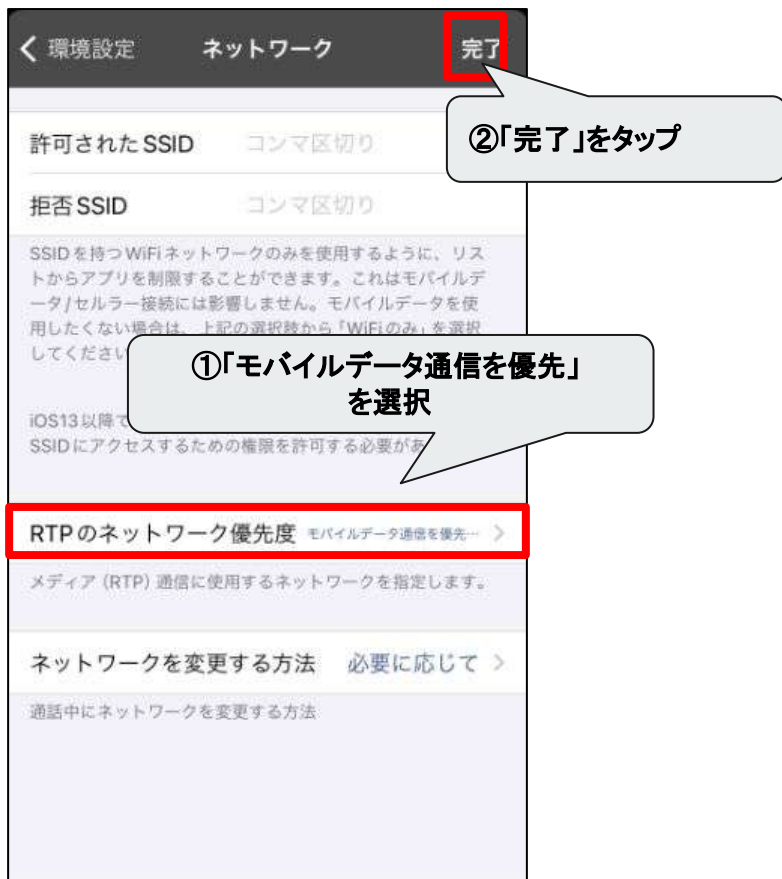 環境設定
ネットワーク
完了
②「完了」をタップ
許可されたSSID
コンマ区切り
拒否SSID
コンマ区切り
SSIDを持つWiFiネットワークのみを使用するように、リス
トからアプリを制限することができます。これはモバイルデ
ータ/セルラー接続には影響しません。モバイルデータを使
用したくない場合は、上記の選択肢から「WiFiのみ」を選択
してください
①「モバイルデータ通信を優先」
を選択
iOS13以降で
SSIDにアクセスするための権限を許可する必要があ
RTPのネットワーク優先度
モバイルデータ通信を優先…
メディア（RTP）通信に使用するネットワークを指定します。
ネットワークを変更する方法
必要に応じて
通話中にネットワークを変更する方法